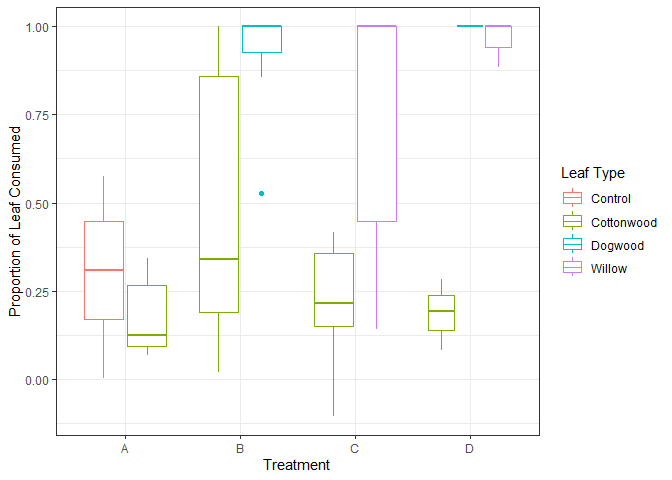 Proportion of Leaf Consumed
1.00
0.75
0.50
0.25
0.00
A B C D
Treatment
Leaf Type
Control
Cottonwood
Dogwood
Willow